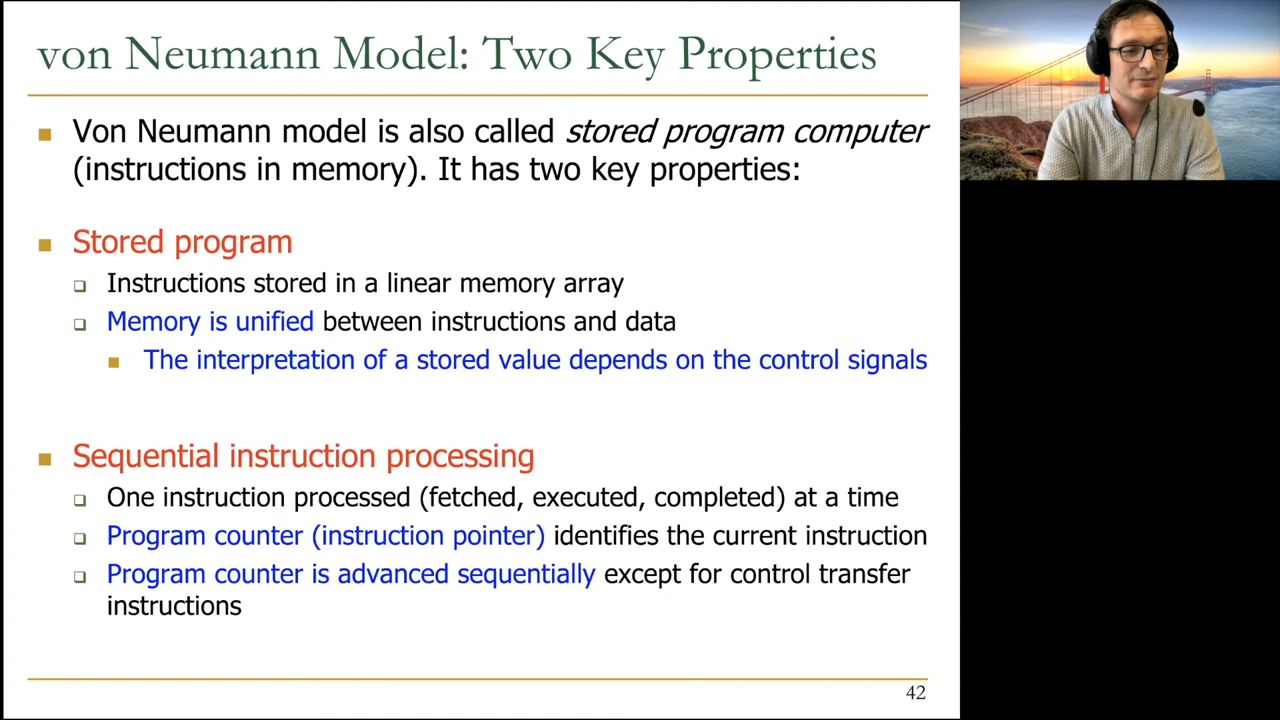 von Neumann Model: Two Key Properties
Von Neumann model is also called stored program computer
(instructions in memory). It has two key properties:
Stored program
Instructions stored in a linear memory array
Memory is unified between instructions and data
The interpretation of a stored value depends on the control signals
Sequential instruction processing
One instruction processed (fetched, executed, completed) at a time
Program counter (instruction pointer) identifies the current instruction
Program counter is advanced sequentially except for control transfer
instructions
42